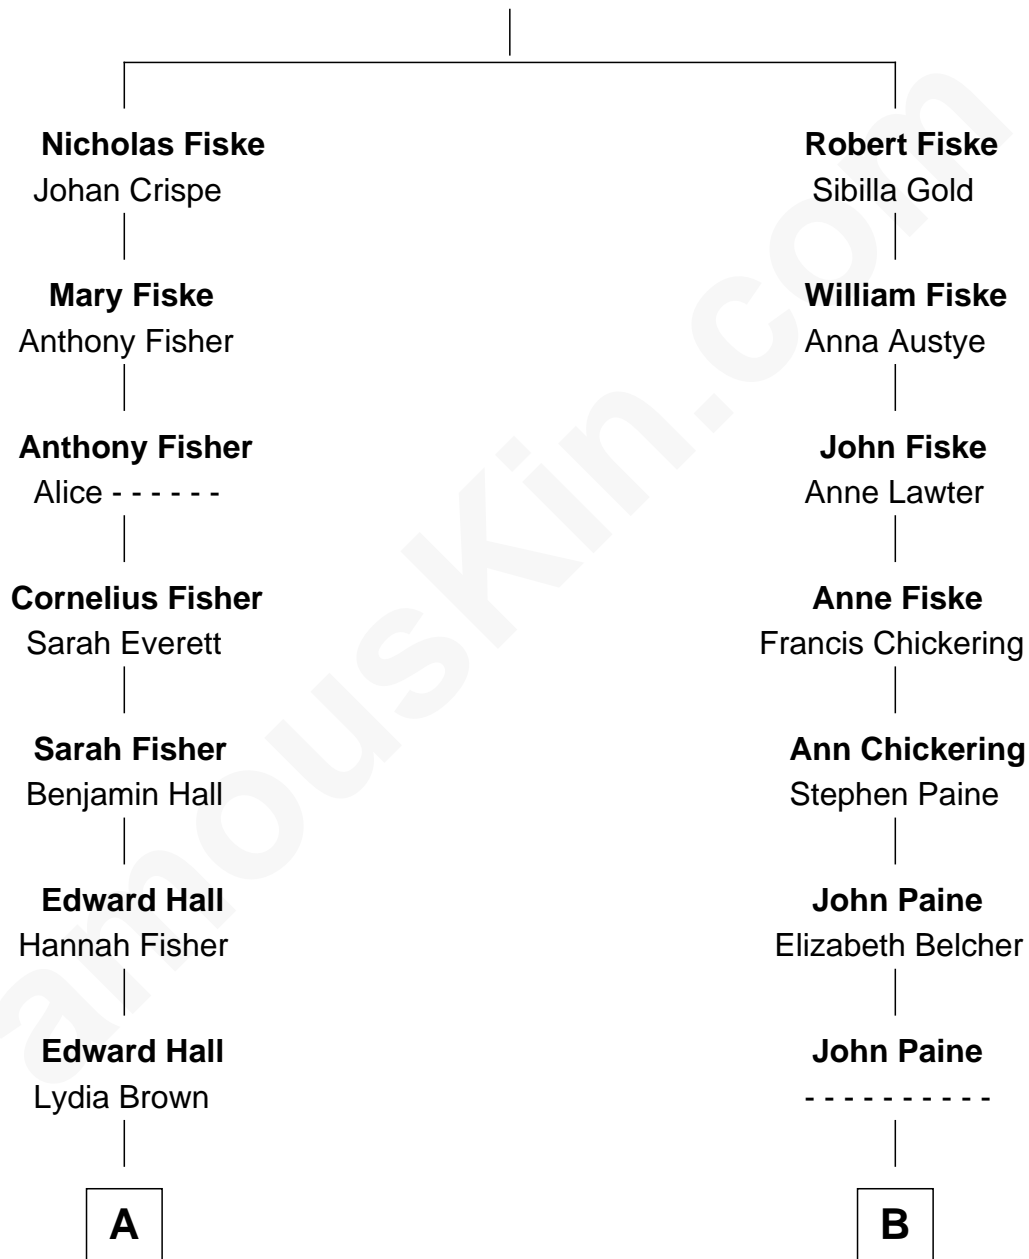 Nicholas Fiske
Johan Crispe
Mary Fiske
Anthony Fisher
Anthony Fisher
Alice - - - - - -
Cornelius Fisher
Sarah Everett
Sarah Fisher
Benjamin Hall
Edward Hall
Hannah Fisher
Edward Hall
Lydia Brown
A
Robert Fiske
Sibilla Gold
William Fiske
Anna Austye
John Fiske
Anne Lawter
Anne Fiske
Francis Chickering
Ann Chickering
Stephen Paine
John Paine
Elizabeth Belcher
John Paine
- - - - - - - - - -
B
amouskin.com